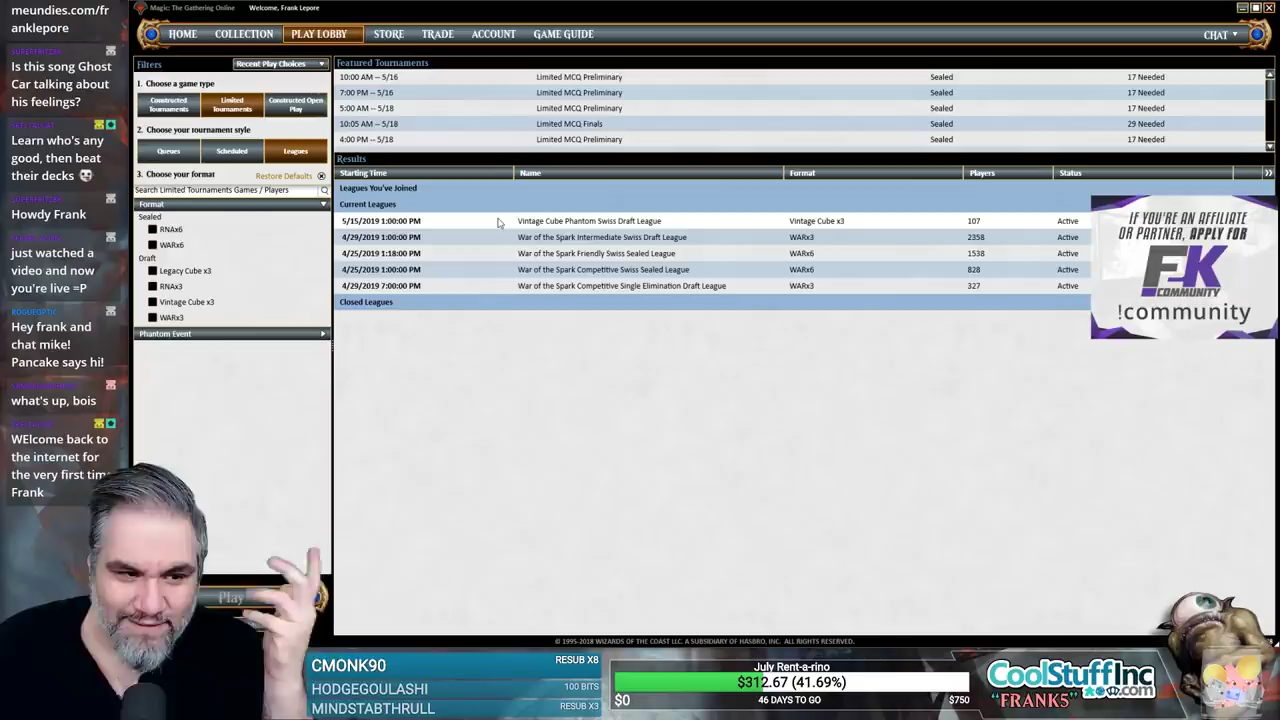 meundies.com/fr
anklepore
Is this song Ghost
Car talking about
his feelings?
Learn who's any
good, then beat
their decks
Howdy Frank
just watched a
video and now
you're live =P
ROGUEOPTIC
Hey frank and
chat mike!
Pancake says hi!
what's up, bois
WElcome back to
the internet for
the very first time
Frank
Magic: The Gathering Online
Welcome, Frank Lepore
HOME
COLLECTION
PLAY LOBBY
STORE
TRADE
ACCOUNT
GAME GUIDE
CHAT
Filters
Recent Play Choices
1. Choose a game type
Constructed Tournaments
Limited Tournaments
Constructed Open Play
2. Choose your tournament style
Queues
Scheduled
Leagues
3. Choose your format
Restore Defaults
Search Limited Tournaments Games / Players
Format
Sealed
RNAx6
WARx6
Draft
Legacy Cube x3
RNAx3
Vintage Cube x3
WARx3
Phantom Event
Play
Featured Tournaments
10:00 AM -- 5/16 Limited MCQ Preliminary Sealed 17 Needed
7:00 PM -- 5/16 Limited MCQ Preliminary Sealed 17 Needed
5:00 AM -- 5/18 Limited MCQ Preliminary Sealed 17 Needed
10:05 AM -- 5/18 Limited MCQ Finals Sealed 29 Needed
4:00 PM -- 5/18 Limited MCQ Preliminary Sealed 17 Needed
Results
Starting Time Name Format Players Status
Leagues You've Joined
Current Leagues
5/15/2019 1:00:00 PM Vintage Cube Phantom Swiss Draft League Vintage Cube x3 107 Active
4/29/2019 1:00:00 PM War of the Spark Intermediate Swiss Draft League WARx3 2358 Active
4/25/2019 1:18:00 PM War of the Spark Friendly Swiss Sealed League WARx6 1538 Active
4/25/2019 1:00:00 PM War of the Spark Competitive Swiss Sealed League WARx6 828 Active
4/29/2019 7:00:00 PM War of the Spark Competitive Single Elimination Draft League WARx3 327 Active
Closed Leagues
IF YOU'RE AN AFFILIATE
OR PARTNER, APPLY FOR
COMMUNITY
!community
© 1995-2018 WIZARDS OF THE COAST LLC. A SUBSIDIARY OF HASBRO, INC. ALL RIGHTS RESERVED.
CMONK90 RESUB X8
HODGEGOULASHI 100 BITS
MINDSTABTHRULL RESUB X3
July Rent-a-rino
$312.67 (41.69%)
$0 46 DAYS TO GO $750
CoolStuffInc
.com
"FRANK5"